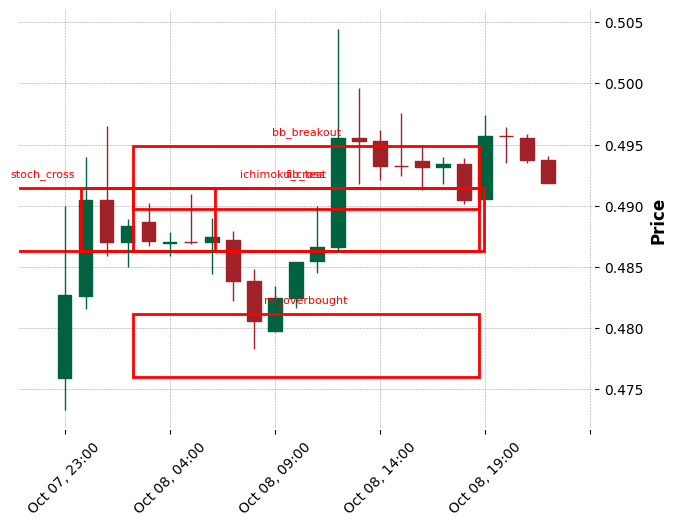 0.505
0.500
0.495
0.490
0.485
0.480
0.475
Price
bb_breakout
stoch_cross
rsi_overbought
Oct 07, 23:00
Oct 08, 04:00
Oct 08, 09:00
Oct 08, 14:00
Oct 08, 19:00